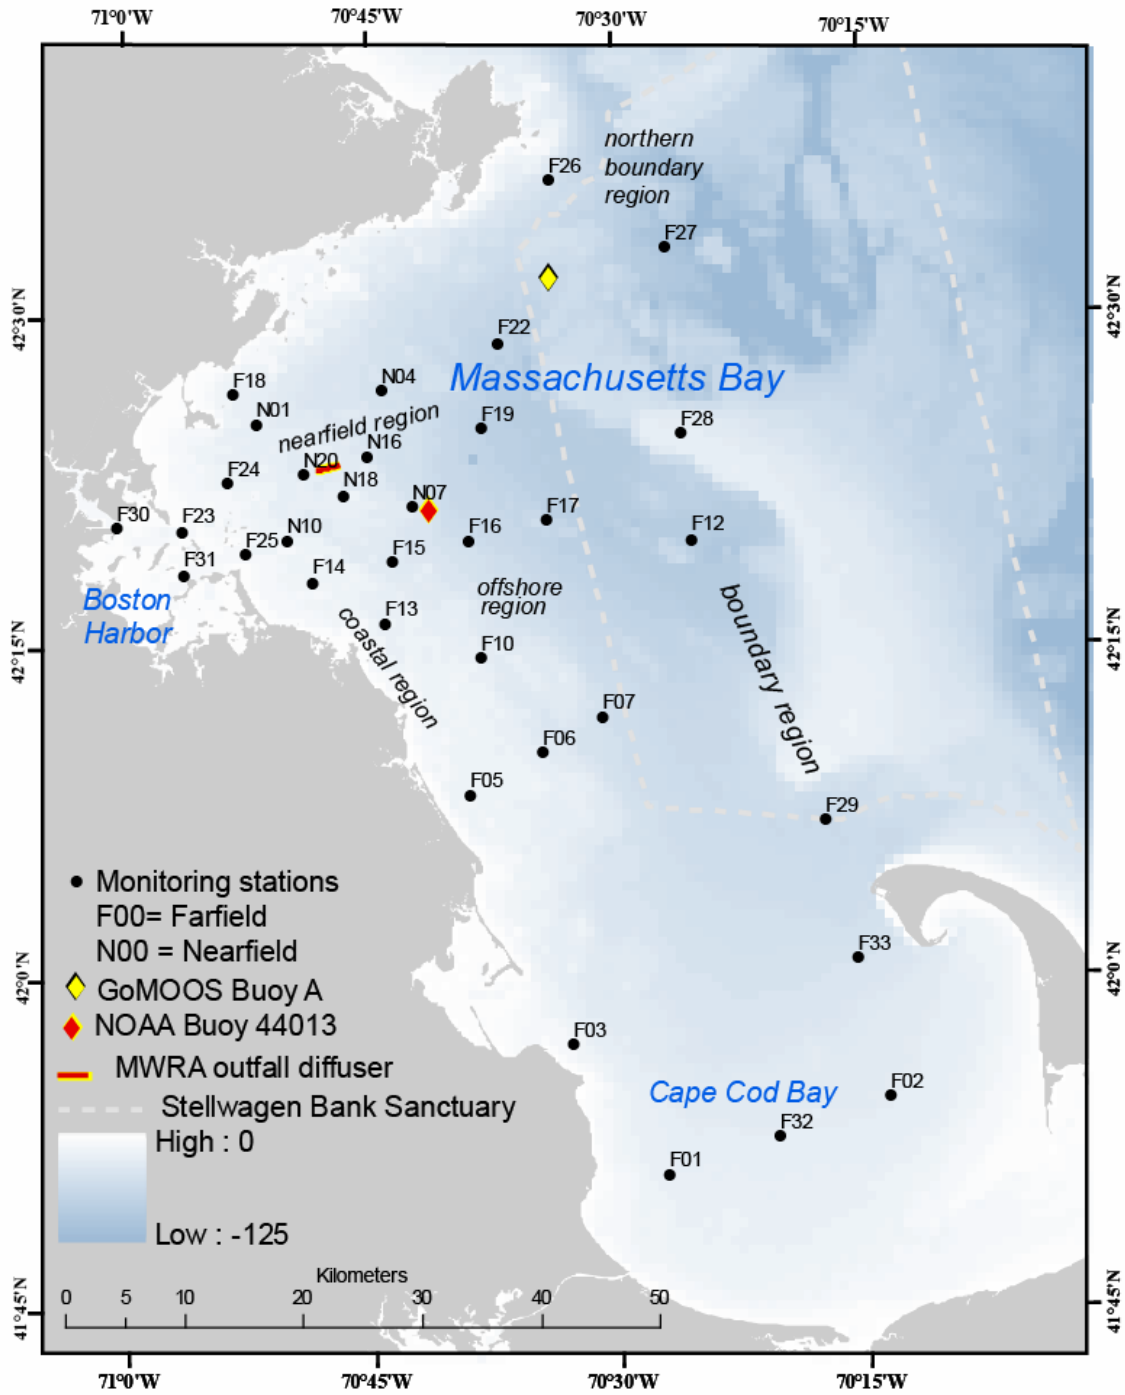 71°0'W
70°45'W
70°30'W
70°15'W
northern
boundary
region
F26
F27
42°30'N
42°30'N
F22
Massachusetts Bay
F18
N04
N01
F19
F28
nearfield region
N16
N20
F24
N18
N07
F30
F23
F17
F12
F25
N10
F16
F15
F31
F14
offshore
region
Boston
Harbor
F13
coastal region
F10
boundary region
42°15'N
42°15'N
F07
F06
F05
F29
Monitoring stations
F00= Farfield
N00 = Nearfield
GoMOOS Buoy A
NOAA Buoy 44013
MWRA outfall diffuser
Stellwagen Bank Sanctuary
High : 0
Low : -125
F33
42°0'N
42°0'N
F03
Cape Cod Bay
F02
F32
F01
Kilometers
0 5 10 20 30 40 50
41°45'N
41°45'N
71°0'W
70°45'W
70°30'W
70°15'W